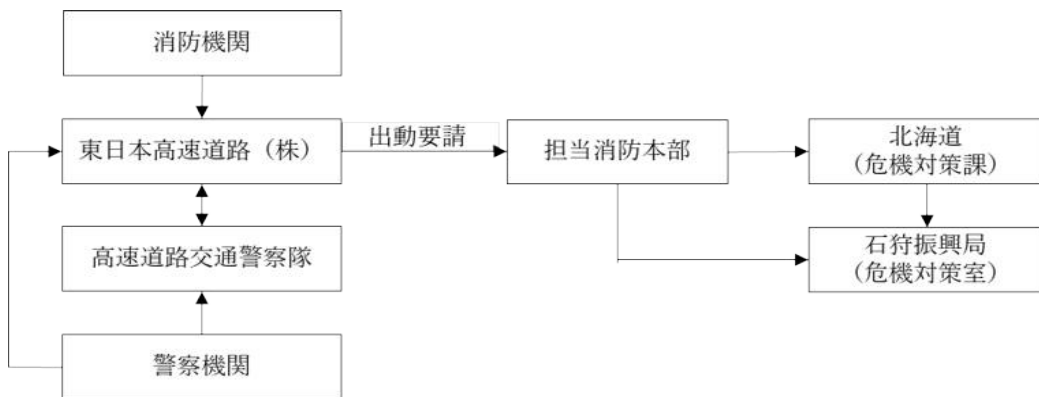 消防機関
東日本高速道路（株）
出動要請
担当消防本部
北海道
（危機対策課）
高速道路交通警察隊
石狩振興局
（危機対策室）
警察機関